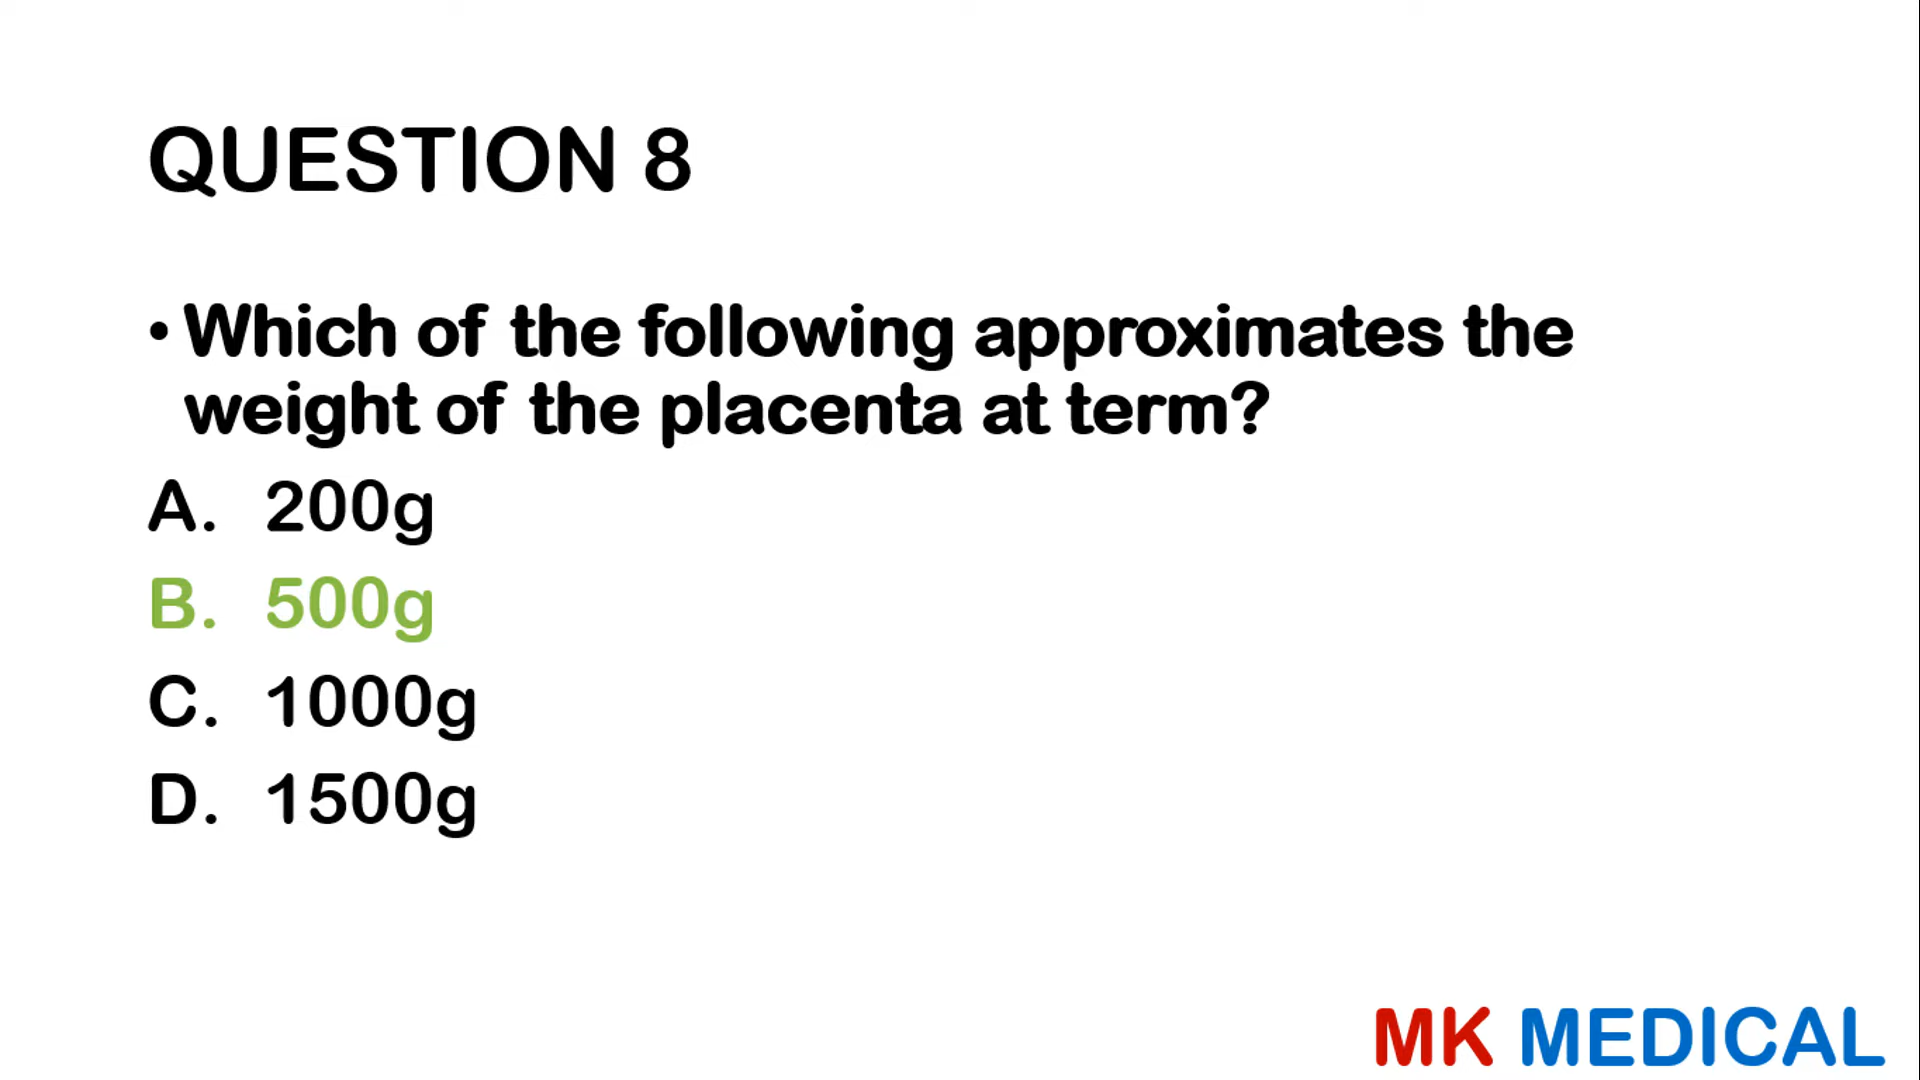 QUESTION 8
• Which of the following approximates the
weight of the placenta at term?
A. 200g
B. 500g
C. 1000g
D. 1500g
MK MEDICAL